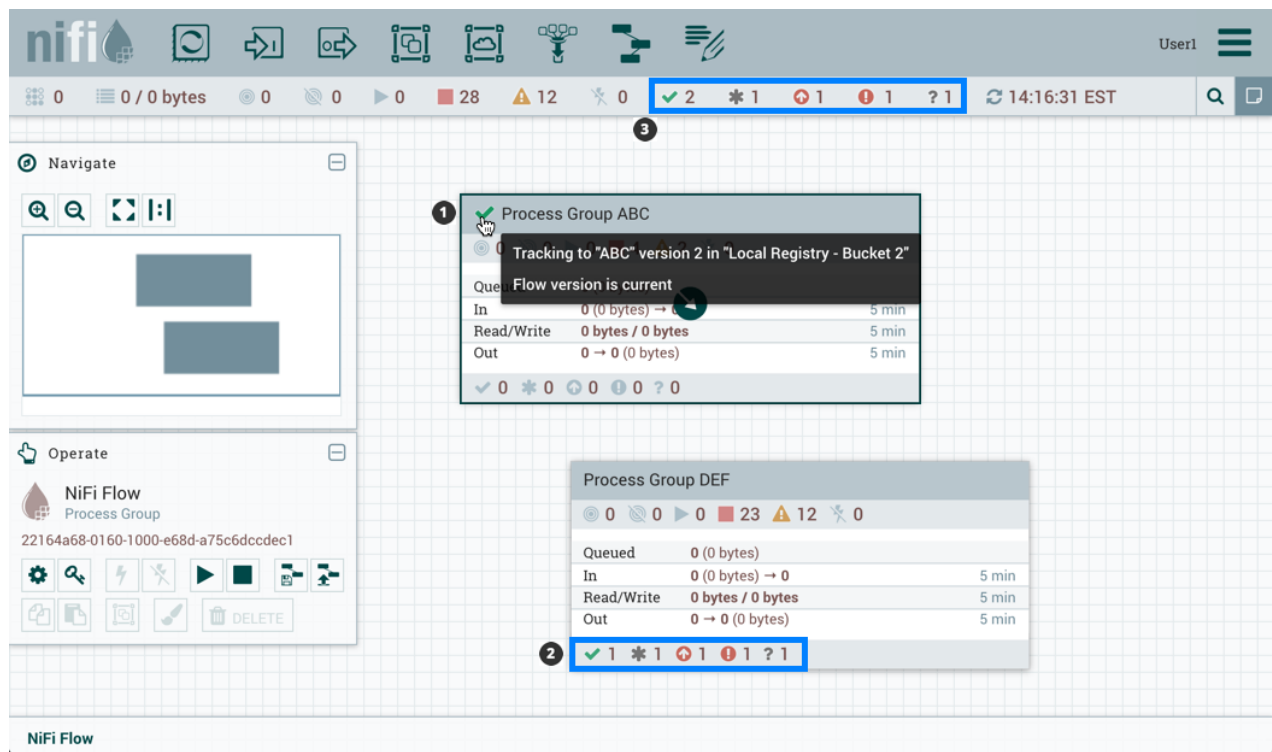 nifi
User1
0 0 / 0 bytes 0 0 0 28 12 0 2 1 1 1 ? 1 14:16:31 EST
3
Navigate
1
Process Group ABC
0
Tracking to "ABC" version 2 in "Local Registry - Bucket 2"
Flow version is current
Que
In 0 (0 bytes) → 5 min
Read/Write 0 bytes / 0 bytes 5 min
Out 0 → 0 (0 bytes) 5 min
0 0 0 0 ? 0
Operate
NiFi Flow
Process Group
22164a68-0160-1000-e68d-a75c6dccdec1
DELETE
Process Group DEF
0 0 0 23 12 0
Queued 0 (0 bytes)
In 0 (0 bytes) → 0 5 min
Read/Write 0 bytes / 0 bytes 5 min
Out 0 → 0 (0 bytes) 5 min
2
1 1 1 1 ? 1
NiFi Flow